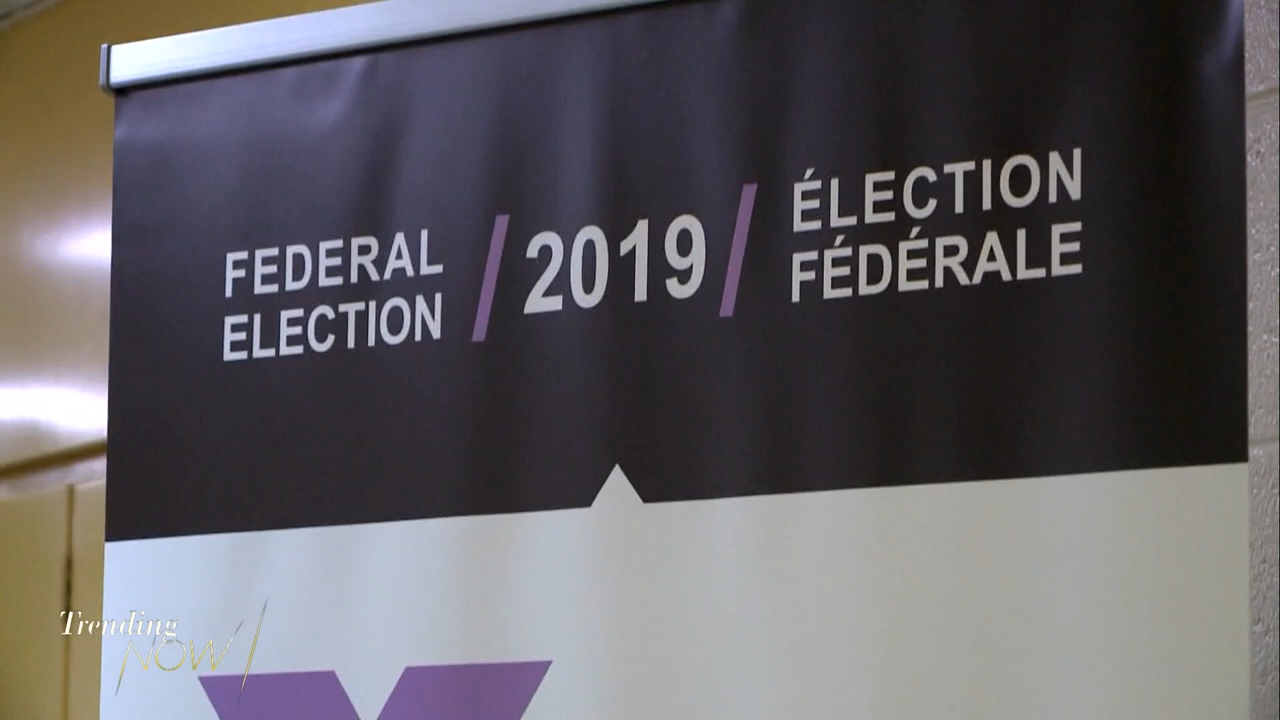 FEDERAL
ELECTION
/ 2019 /
ÉLECTION
FÉDÉRALE
Trending
NOW